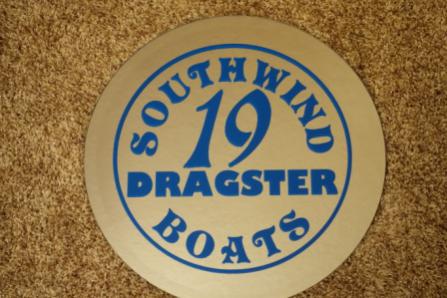 SOUTHWIND
19
DRAGSTER
BOATS